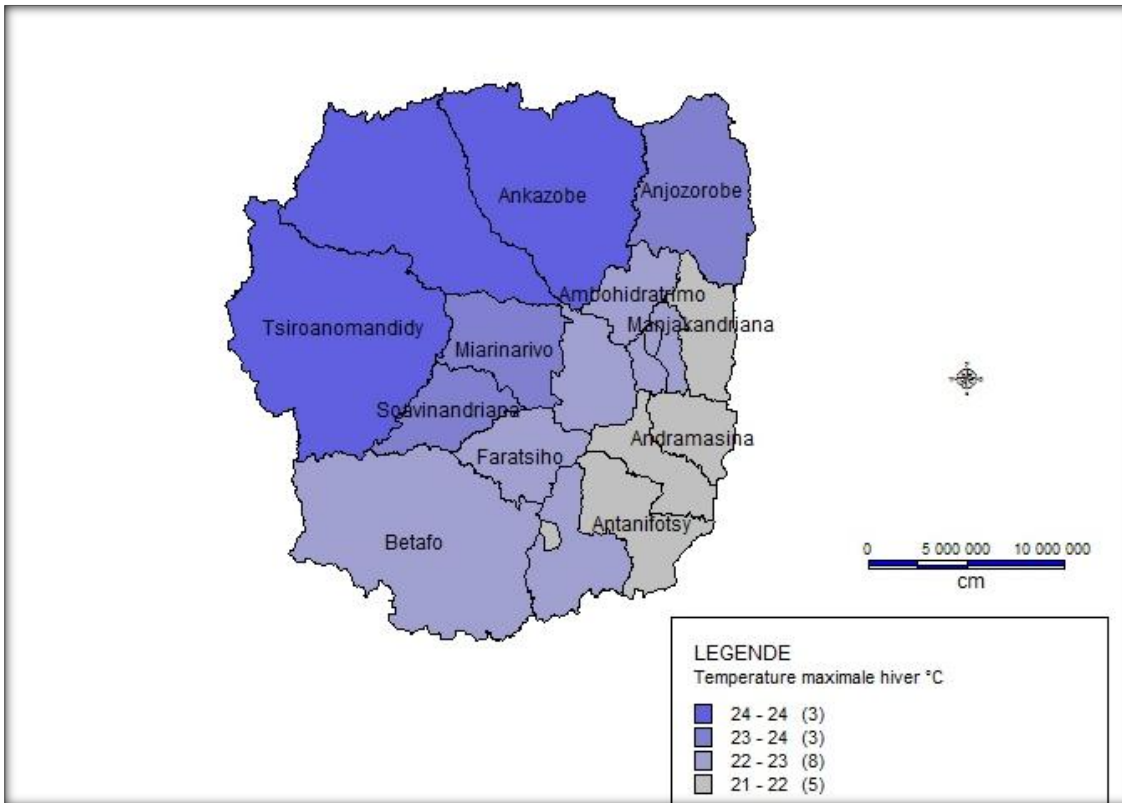 Ankazobe
Anjozorobe
Ambohidratrimo
Tsiroanomandidy
Manjakandriana
Miarinarivo
Soavinandriana
Andramasina
Faratsiho
Antanifotsy
Betafo
0 5 000 000 10 000 000
cm
LEGENDE
Temperature maximale hiver °C
24 - 24 (3)
23 - 24 (3)
22 - 23 (8)
21 - 22 (5)